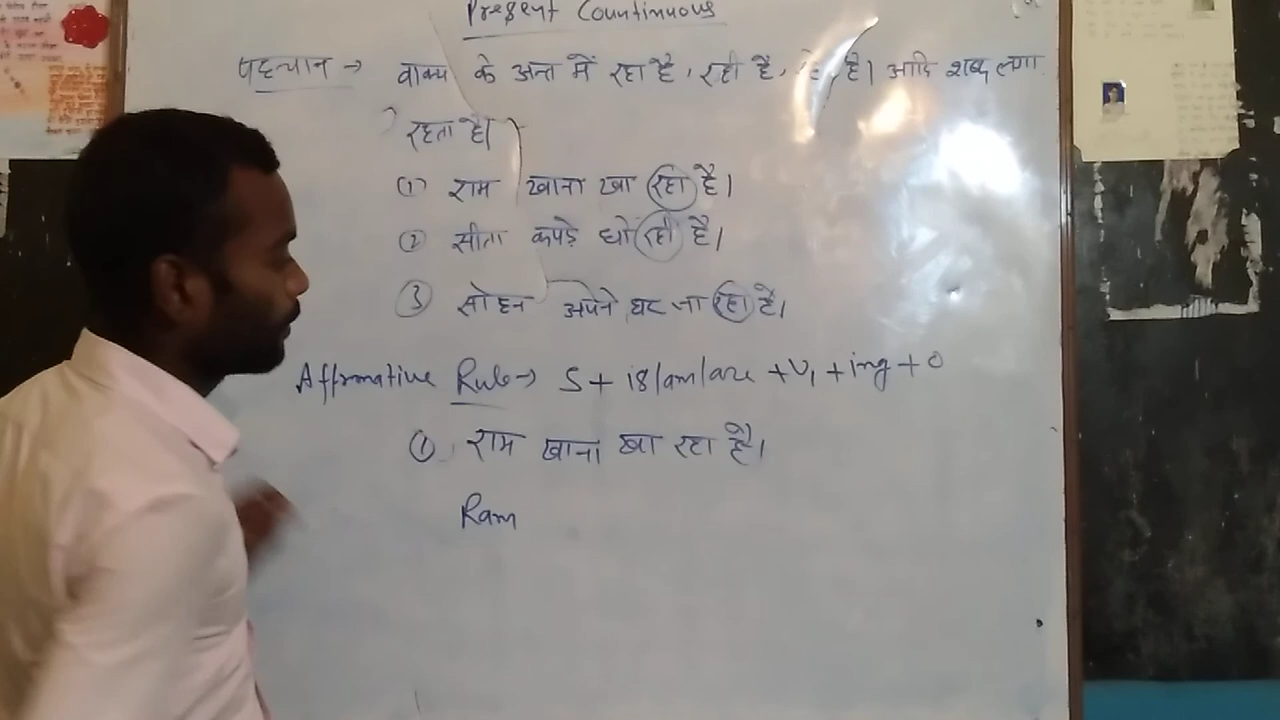 Present Countinuous
पहचान → वाक्य के अन्त में रहा है, रही है, है। आदि शब्द लगा
रहता है।
① राम खाना खा रहा है।
② सीता कपड़े धो रही है।
③ सोहन अपने घर जा रहा है।
Affirmative Rule → S + is/am/are + V₁ + ing + O
① राम खाना खा रहा है।
Ram